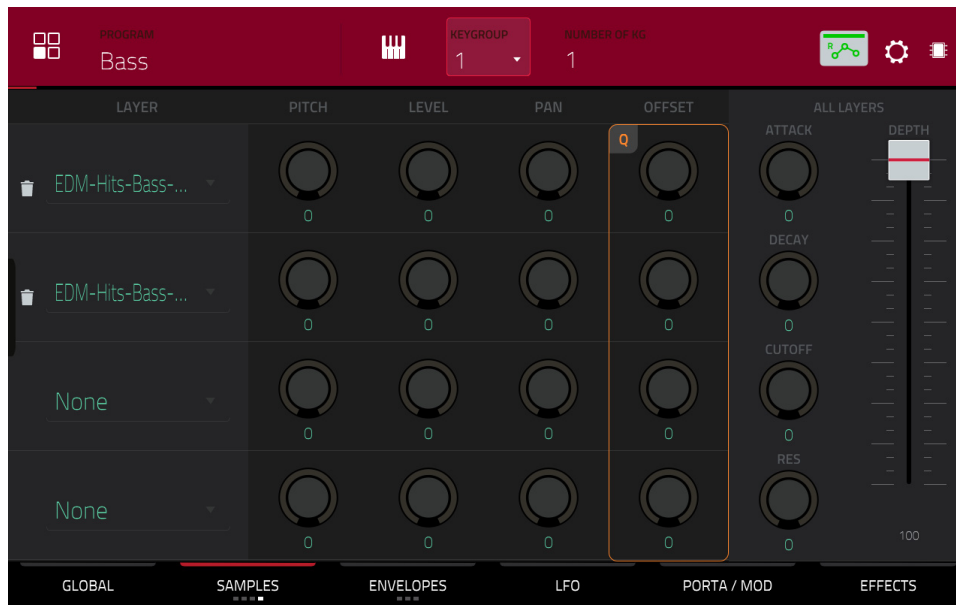 PROGRAM
Bass
KEYGROUP
1
NUMBER OF KG
1
R
LAYER PITCH LEVEL PAN OFFSET ALL LAYERS
Q
ATTACK DEPTH
EDM-Hits-Bass-...
0 0 0 0 0
DECAY
EDM-Hits-Bass-...
0 0 0 0 0
CUTOFF
None
0 0 0 0 0
RES
None
0 0 0 0 0
100
GLOBAL SAMPLES ENVELOPES LFO PORTA / MOD EFFECTS